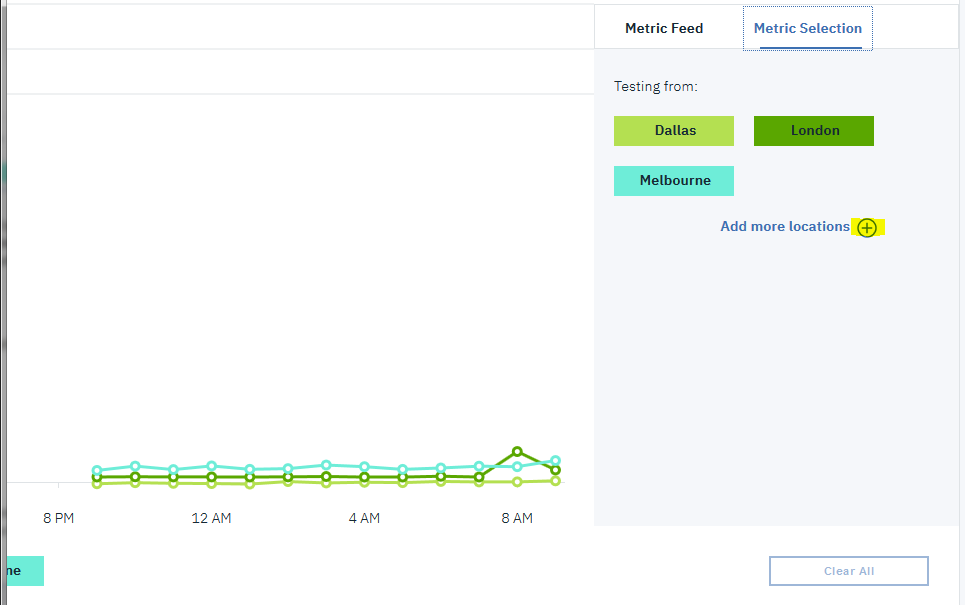 Metric Feed Metric Selection
Testing from:
Dallas London
Melbourne
Add more locations
8 PM 12 AM 4 AM 8 AM
ne Clear All